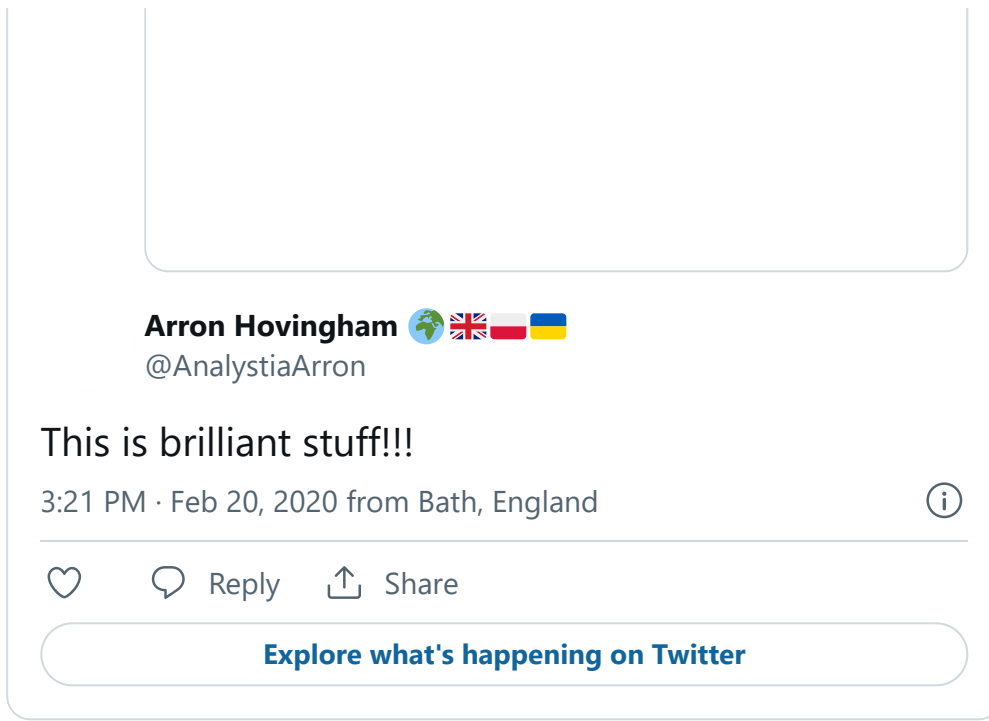 Arron Hovingham 🌍🇬🇧🇵🇱🇺🇦
@AnalystiaArron
This is brilliant stuff!!!
3:21 PM · Feb 20, 2020 from Bath, England
Reply Share
Explore what's happening on Twitter